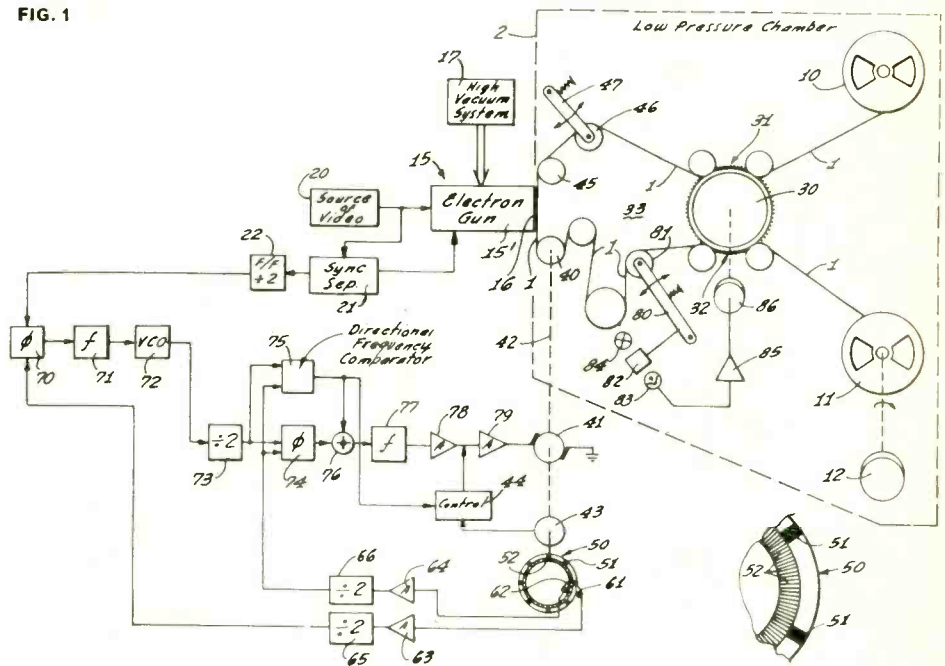 FIG. 1
2
Low Pressure Chamber
17
High
Vacuum
System
47
46
10
31
1
1
30
15
20
Source
of
Video
Electron
Gun
15'
45
33
81
22
F/F
÷2
Sync
Sep.
21
16
1
40
1
80
32
86
1
42
84
82
83
85
11
12
ϕ
70
f
71
VCO
72
75
Directional
Frequency
Comparator
÷2
73
ϕ
74
76
77
f
78
A
79
A
41
Control
44
43
66
÷2
64
A
÷2
65
A
63
52
50
51
61
62
51
52
50
51